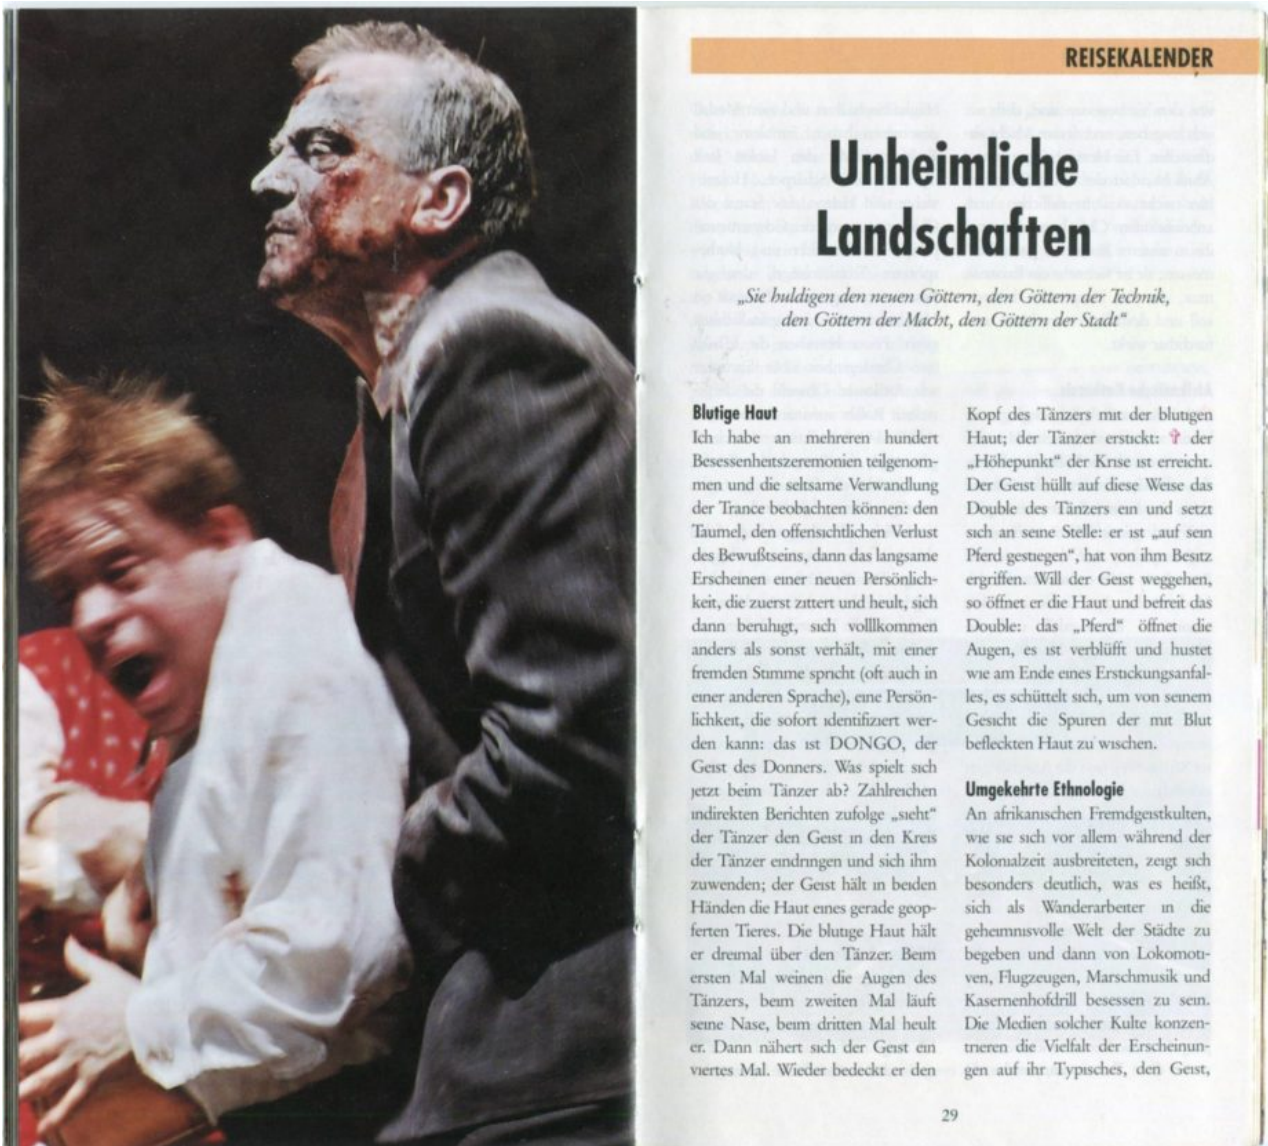 REISEKALENDER
Unheimliche
Landschaften
„Sie huldigen den neuen Göttern, den Göttern der Technik,
den Göttern der Macht, den Göttern der Stadt“
Blutige Haut
Ich habe an mehreren hundert
Besessenheitszeremonien teilgenom-
men und die seltsame Verwandlung
der Trance beobachten können: den
Taumel, den offensichtlichen Verlust
des Bewußtseins, dann das langsame
Erscheinen einer neuen Persönlich-
keit, die zuerst zittert und heult, sich
dann beruhigt, sich volllkommen
anders als sonst verhält, mit einer
fremden Stimme spricht (oft auch in
einer anderen Sprache), eine Persön-
lichkeit, die sofort identifiziert wer-
den kann: das ist DONGO, der
Geist des Donners. Was spielt sich
jetzt beim Tänzer ab? Zahlreichen
indirekten Berichten zufolge „sieht“
der Tänzer den Geist in den Kreis
der Tänzer eindringen und sich ihm
zuwenden; der Geist hält in beiden
Händen die Haut eines gerade geop-
ferten Tieres. Die blutige Haut hält
er dreimal über den Tänzer. Beim
ersten Mal weinen die Augen des
Tänzers, beim zweiten Mal läuft
seine Nase, beim dritten Mal heult
er. Dann nähert sich der Geist ein
viertes Mal. Wieder bedeckt er den
Kopf des Tänzers mit der blutigen
Haut; der Tänzer erstickt: ✞ der
„Höhepunkt“ der Krise ist erreicht.
Der Geist hüllt auf diese Weise das
Double des Tänzers ein und setzt
sich an seine Stelle: er ist „auf sein
Pferd gestiegen“, hat von ihm Besitz
ergriffen. Will der Geist weggehen,
so öffnet er die Haut und befreit das
Double: das „Pferd“ öffnet die
Augen, es ist verblüfft und hustet
wie am Ende eines Erstickungsanfal-
les, es schüttelt sich, um von seinem
Gesicht die Spuren der mit Blut
befleckten Haut zu wischen.
Umgekehrte Ethnologie
An afrikanischen Fremdgeistkulten,
wie sie sich vor allem während der
Kolonialzeit ausbreiteten, zeigt sich
besonders deutlich, was es heißt,
sich als Wanderarbeiter in die
geheimnisvolle Welt der Städte zu
begeben und dann von Lokomoti-
ven, Flugzeugen, Marschmusik und
Kasernenhofdrill besessen zu sein.
Die Medien solcher Kulte konzen-
trieren die Vielfalt der Erscheinun-
gen auf ihr Typisches, den Geist,
29